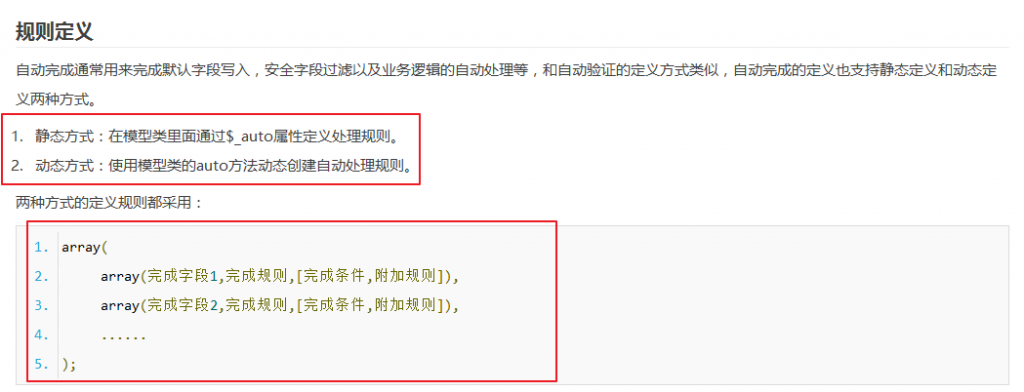 规则定义
自动完成通常用来完成默认字段写入，安全字段过滤以及业务逻辑的自动处理等，和自动验证的定义方式类似，自动完成的定义也支持静态定义和动态定
义两种方式。
1. 静态方式：在模型类里面通过$_auto属性定义处理规则。
2. 动态方式：使用模型类的auto方法动态创建自动处理规则。
两种方式的定义规则都采用：
1. array(
2. array(完成字段1,完成规则,[完成条件,附加规则]),
3. array(完成字段2,完成规则,[完成条件,附加规则]),
4. ......
5. );